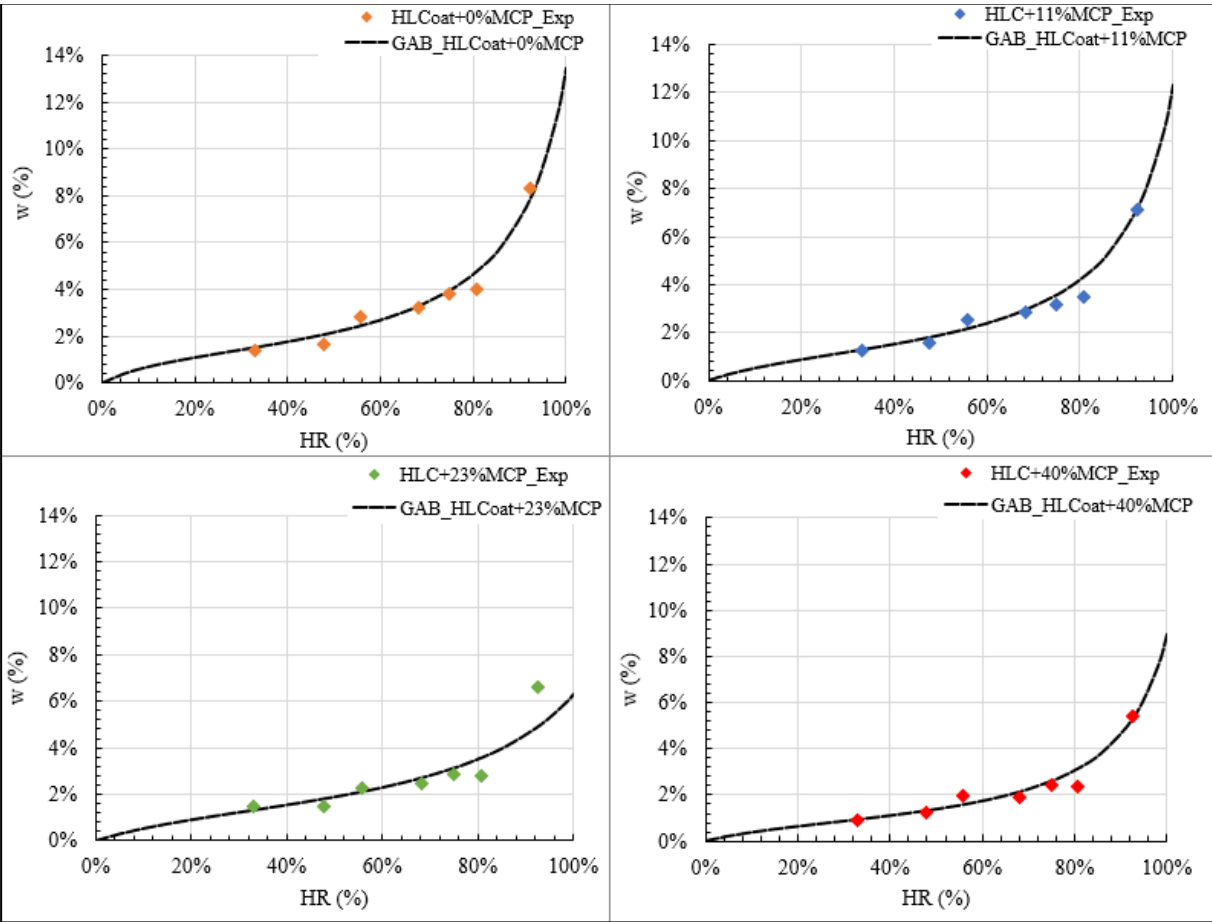 HLCoat+0%MCP_Exp
GAB_HLCoat+0%MCP
14%
12%
10%
8%
6%
4%
2%
0%
w (%)
0% 20% 40% 60% 80% 100%
HR (%)
HLC+11%MCP_Exp
GAB_HLCoat+11%MCP
14%
12%
10%
8%
6%
4%
2%
0%
w (%)
0% 20% 40% 60% 80% 100%
HR (%)
HLC+23%MCP_Exp
GAB_HLCoat+23%MCP
14%
12%
10%
8%
6%
4%
2%
0%
w (%)
0% 20% 40% 60% 80% 100%
HR (%)
HLC+40%MCP_Exp
GAB_HLCoat+40%MCP
14%
12%
10%
8%
6%
4%
2%
0%
w (%)
0% 20% 40% 60% 80% 100%
HR (%)